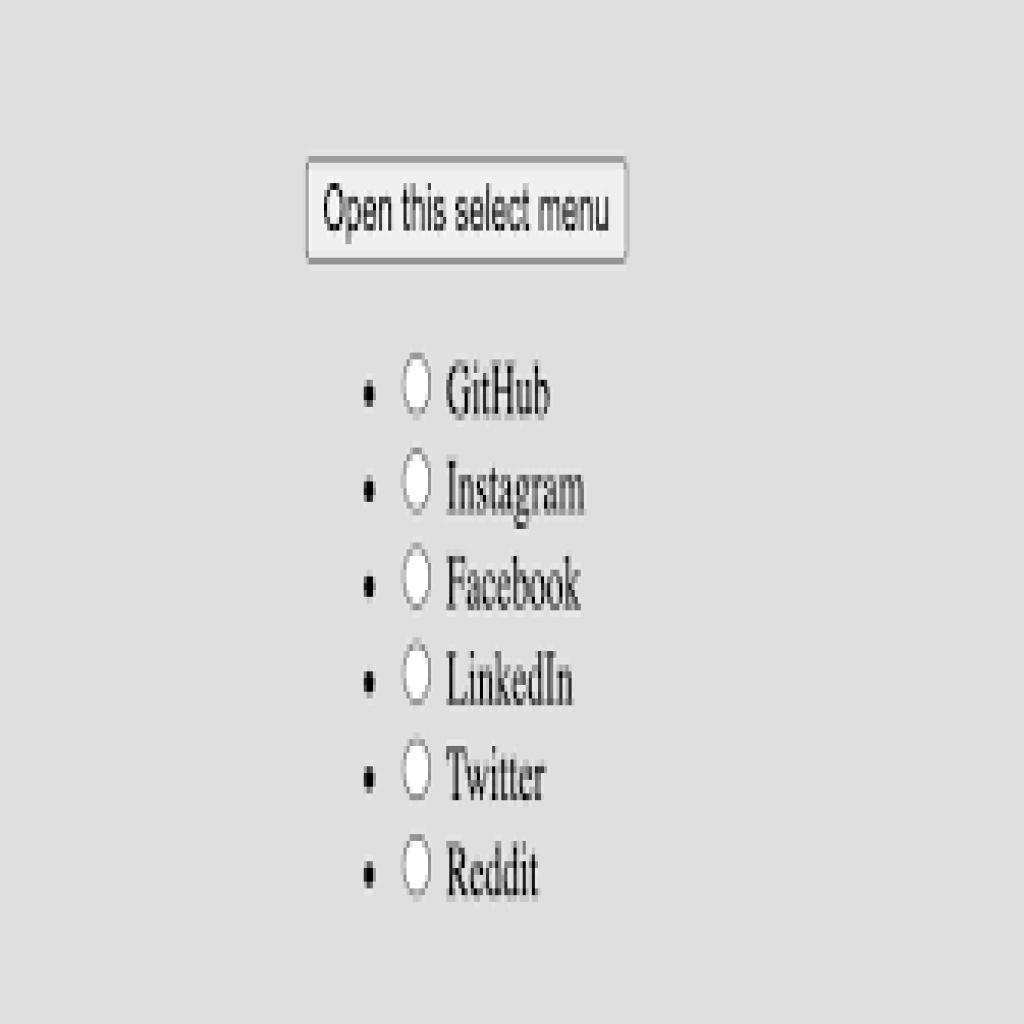 Open this select menu
GitHub
Instagram
Facebook
LinkedIn
Twitter
Reddit